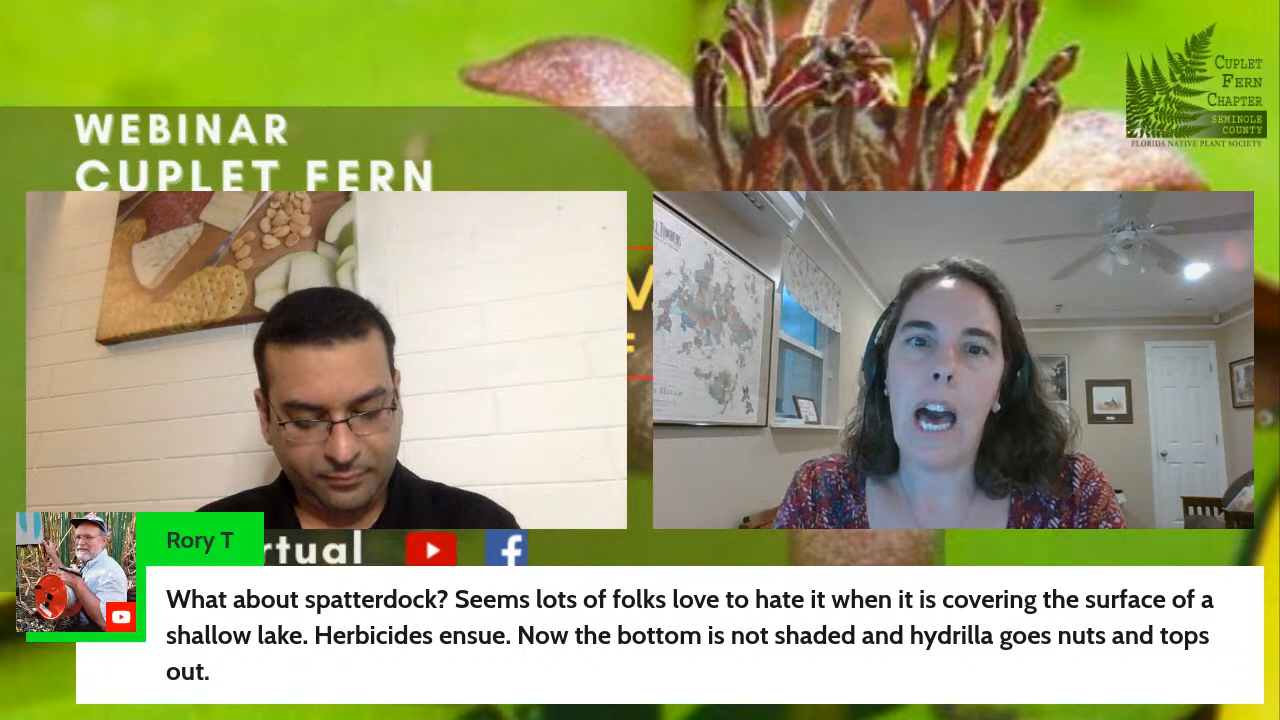 WEBINAR
CUPLET FERN
CUPLET
FERN
CHAPTER
SEMINOLE
COUNTY
FLORIDA NATIVE PLANT SOCIETY
Rory T
What about spatterdock? Seems lots of folks love to hate it when it is covering the surface of a
shallow lake. Herbicides ensue. Now the bottom is not shaded and hydrilla goes nuts and tops
out.